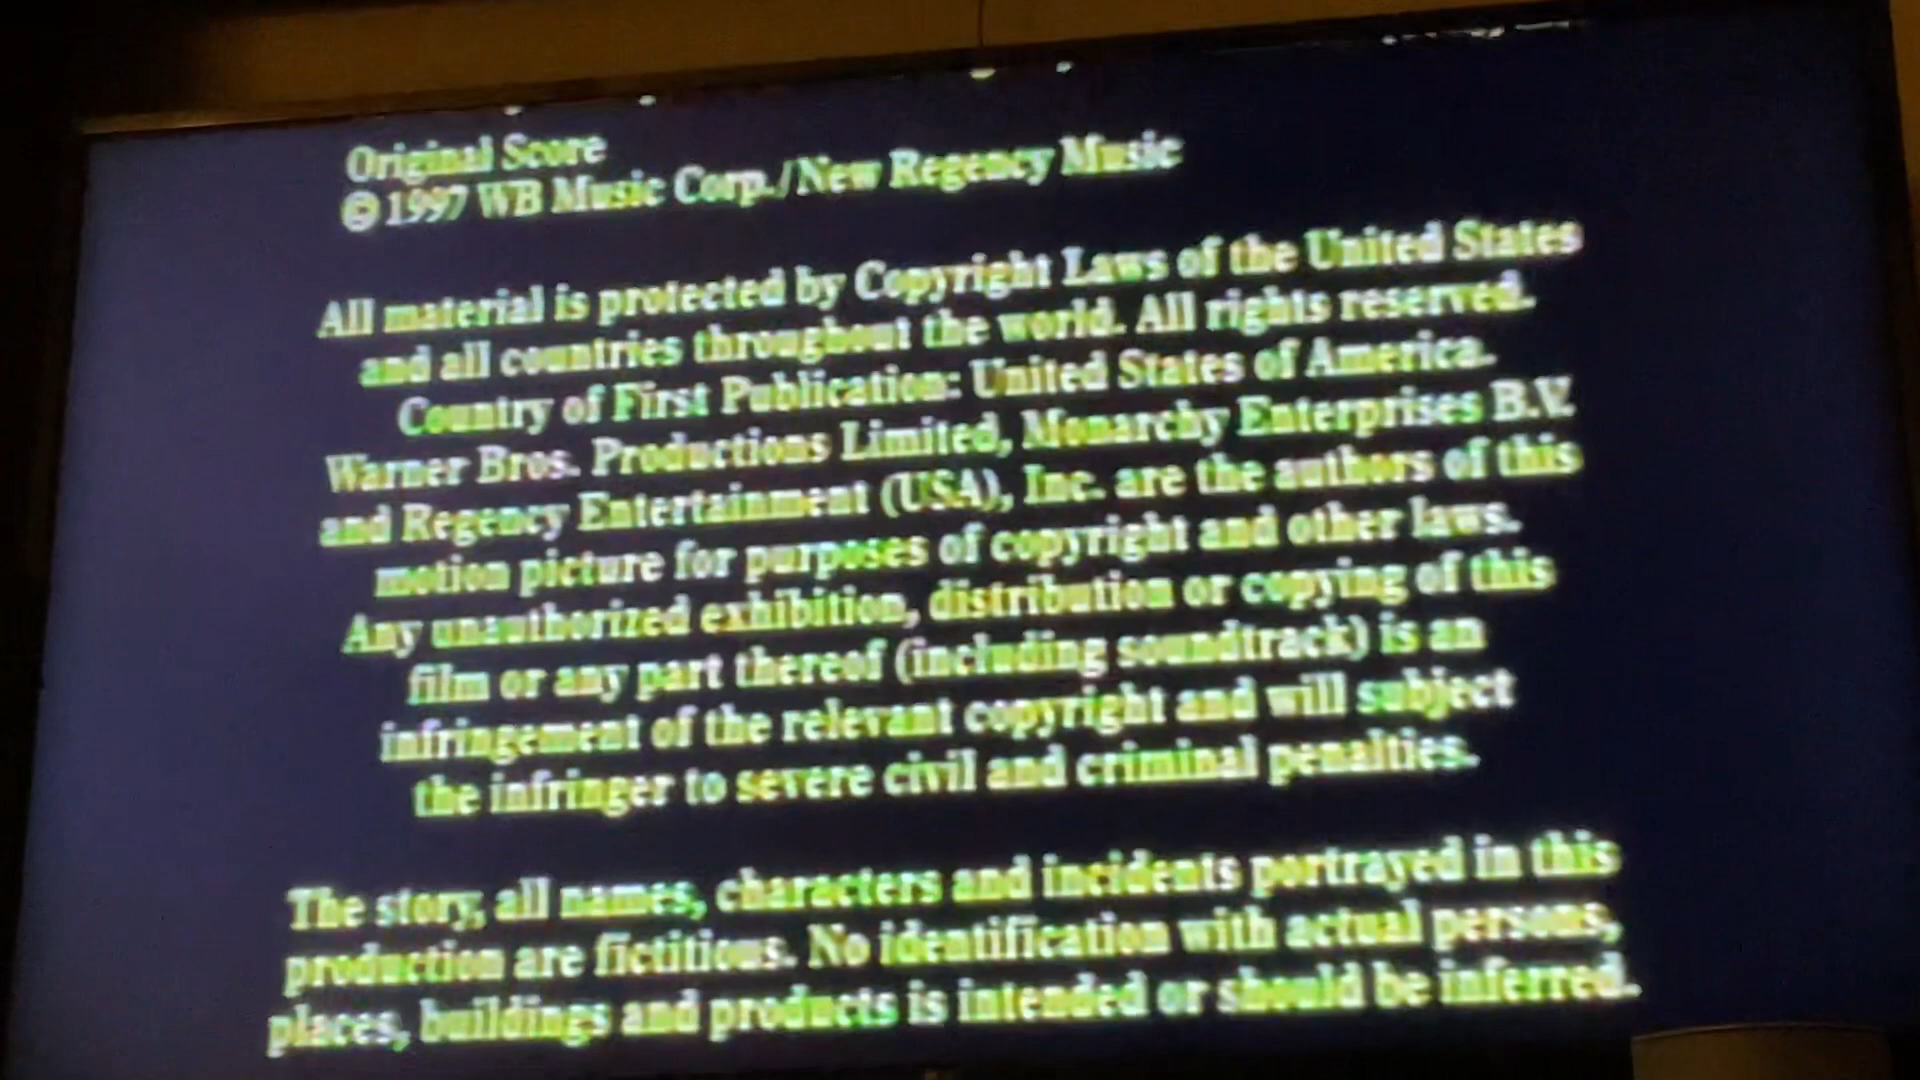 Original Score
© 1997 WB Music Corp./New Regency Music
All material is protected by Copyright Laws of the United States
and all countries throughout the world. All rights reserved.
Country of First Publication: United States of America.
Warner Bros. Productions Limited, Monarchy Enterprises B.V.
and Regency Entertainment (USA), Inc. are the authors of this
motion picture for purposes of copyright and other laws.
Any unauthorized exhibition, distribution or copying of this
film or any part thereof (including soundtrack) is an
infringement of the relevant copyright and will subject
the infringer to severe civil and criminal penalties.
The story, all names, characters and incidents portrayed in this
production are fictitious. No identification with actual persons,
places, buildings and products is intended or should be inferred.